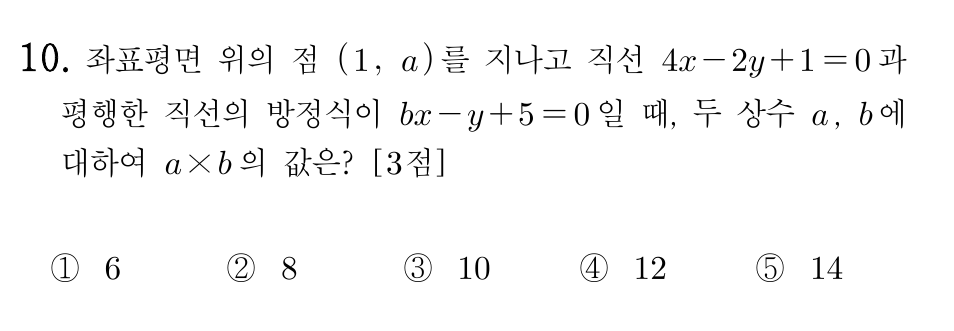 10. 좌표평면 위의 점 (1, a)를 지나고 직선 4x-2y+1=0과
평행한 직선의 방정식이 bx-y+5=0일 때, 두 상수 a, b에
대하여 a×b의 값은? [3점]
① 6 ② 8 ③ 10 ④ 12 ⑤ 14